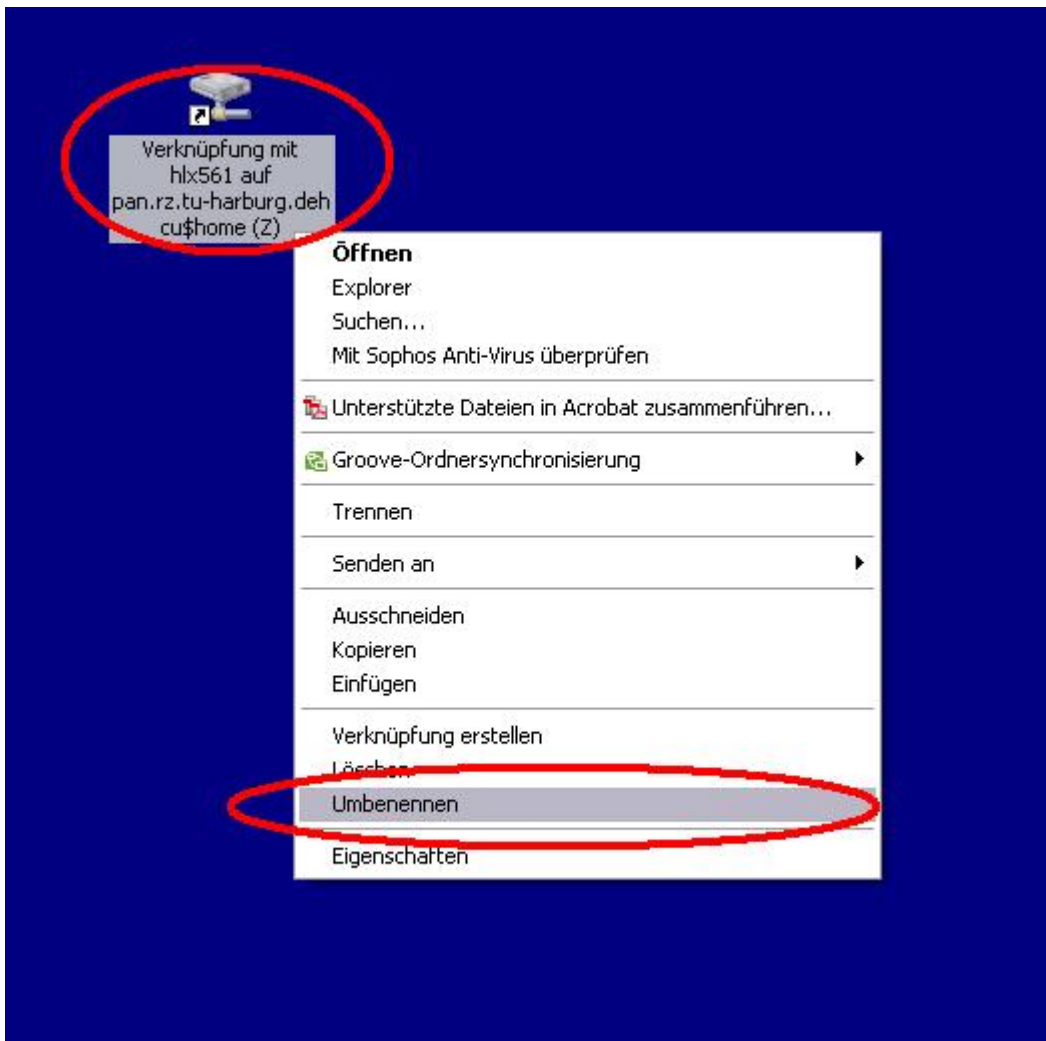 Verknüpfung mit
hlx561 auf
pan.rz.tu-harburg.deh
cu$home (Z)
Öffnen
Explorer
Suchen...
Mit Sophos Anti-Virus überprüfen
Unterstützte Dateien in Acrobat zusammenführen...
Groove-Ordnersynchronisierung
Trennen
Senden an
Ausschneiden
Kopieren
Einfügen
Verknüpfung erstellen
Löschen
Umbenennen
Eigenschaften